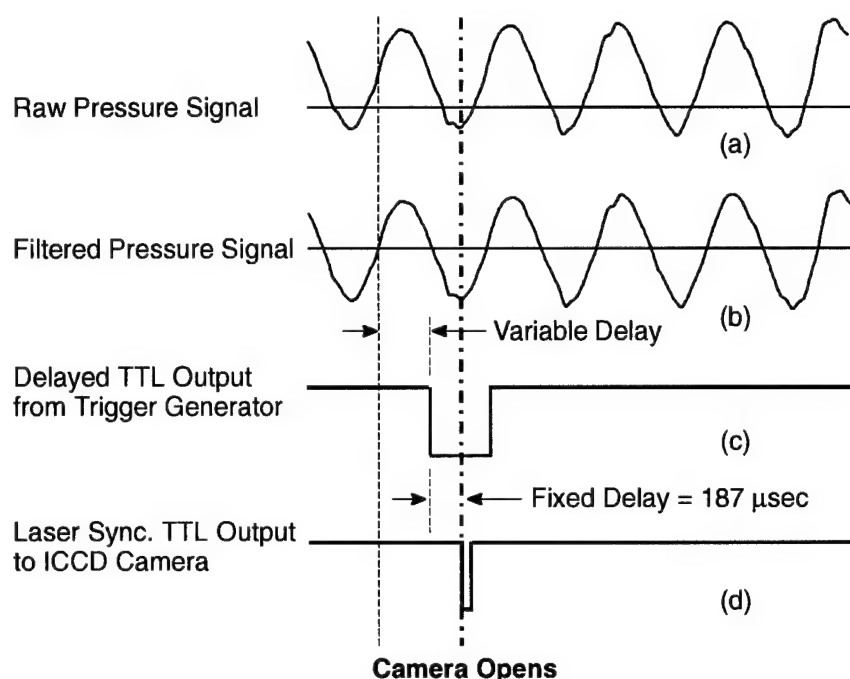 Raw Pressure Signal
(a)
Filtered Pressure Signal
(b)
Variable Delay
Delayed TTL Output
from Trigger Generator
(c)
Fixed Delay = 187 μsec
Laser Sync. TTL Output
to ICCD Camera
(d)
Camera Opens